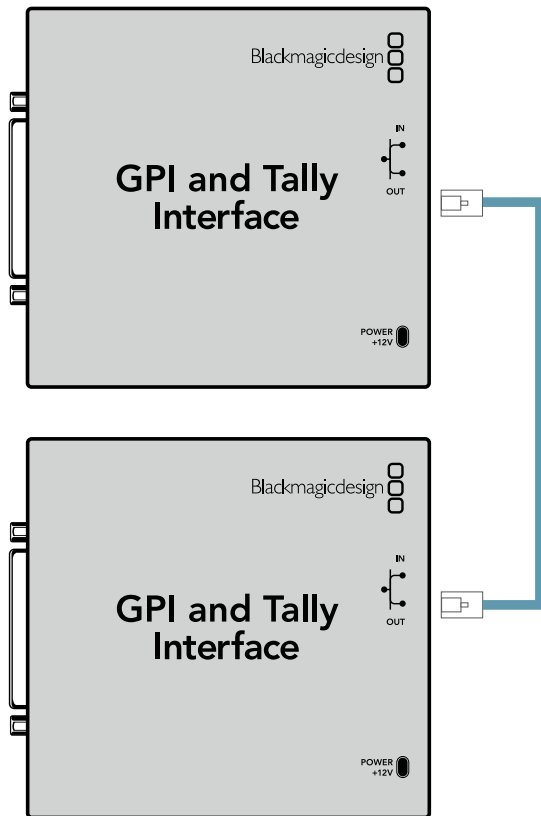 Blackmagicdesign
IN
GPI and Tally
Interface
OUT
POWER
+12V
Blackmagicdesign
IN
GPI and Tally
Interface
OUT
POWER
+12V